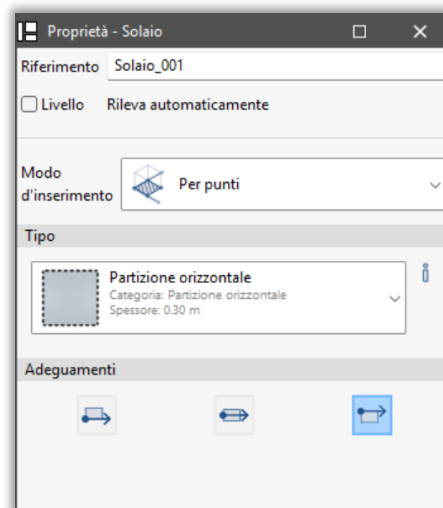 Proprietà - Solaio
Riferimento Solaio_001
Livello Rileva automaticamente
Modo
d'inserimento
Per punti
Tipo
Partizione orizzontale
Categoria: Partizione orizzontale
Spessore: 0.30 m
Adeguamenti